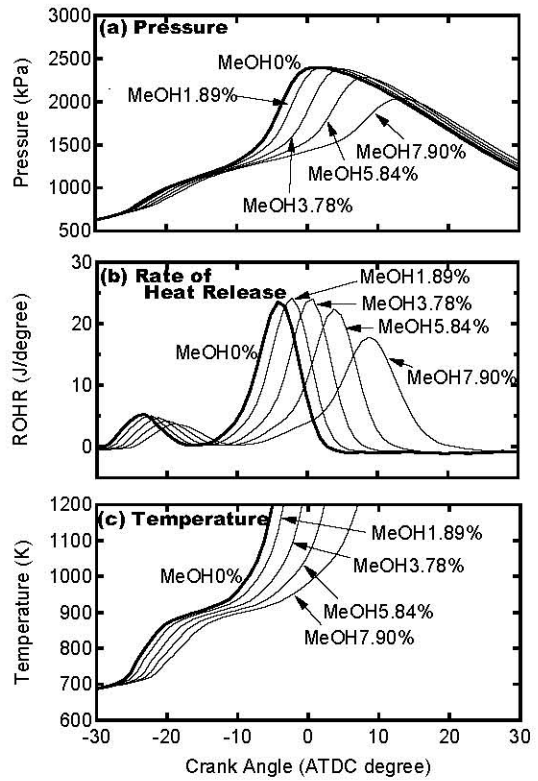 3000
2500
2000
1500
1000
500
Pressure (kPa)
(a) Pressure
MeOH0%
MeOH1.89%
MeOH7.90%
MeOH5.84%
MeOH3.78%
30
20
10
0
ROHR (J/degree)
(b) Rate of
Heat Release
MeOH1.89%
MeOH3.78%
MeOH5.84%
MeOH0%
MeOH7.90%
1200
1100
1000
900
800
700
600
Temperature (K)
(c) Temperature
MeOH1.89%
MeOH3.78%
MeOH0%
MeOH5.84%
MeOH7.90%
-30 -20 -10 0 10 20 30
Crank Angle (ATDC degree)